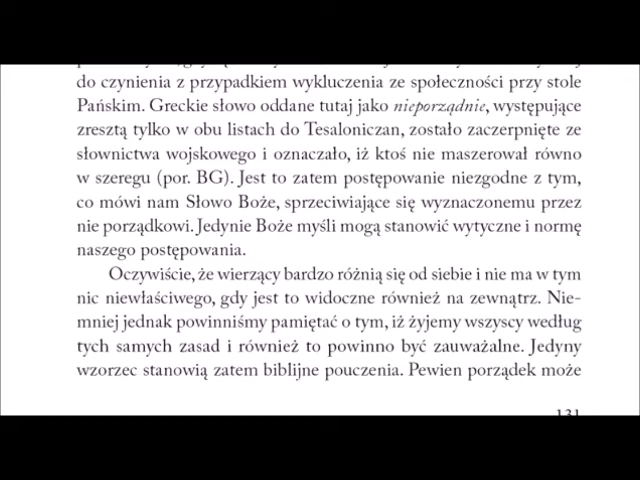 do czynienia z przypadkiem wykluczenia ze społeczności przy stole
Pańskim. Greckie słowo oddane tutaj jako nieporządnie, występujące
zresztą tylko w obu listach do Tesaloniczan, zostało zaczerpnięte ze
słownictwa wojskowego i oznaczało, iż ktoś nie maszerował równo
w szeregu (por. BG). Jest to zatem postępowanie niezgodne z tym,
co mówi nam Słowo Boże, sprzeciwiające się wyznaczonemu przez
nie porządkowi. Jedynie Boże myśli mogą stanowić wytyczne i normę
naszego postępowania.
Oczywiście, że wierzący bardzo różnią się od siebie i nie ma w tym
nic niewłaściwego, gdy jest to widoczne również na zewnątrz. Nie-
mniej jednak powinniśmy pamiętać o tym, iż żyjemy wszyscy według
tych samych zasad i również to powinno być zauważalne. Jedyny
wzorzec stanowią zatem biblijne pouczenia. Pewien porządek może
131